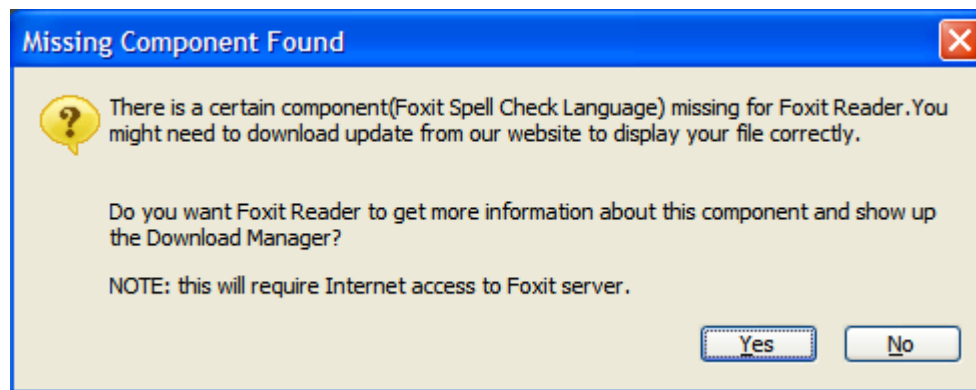 Missing Component Found
There is a certain component(Foxit Spell Check Language) missing for Foxit Reader.You
might need to download update from our website to display your file correctly.
Do you want Foxit Reader to get more information about this component and show up
the Download Manager?
NOTE: this will require Internet access to Foxit server.
Yes No